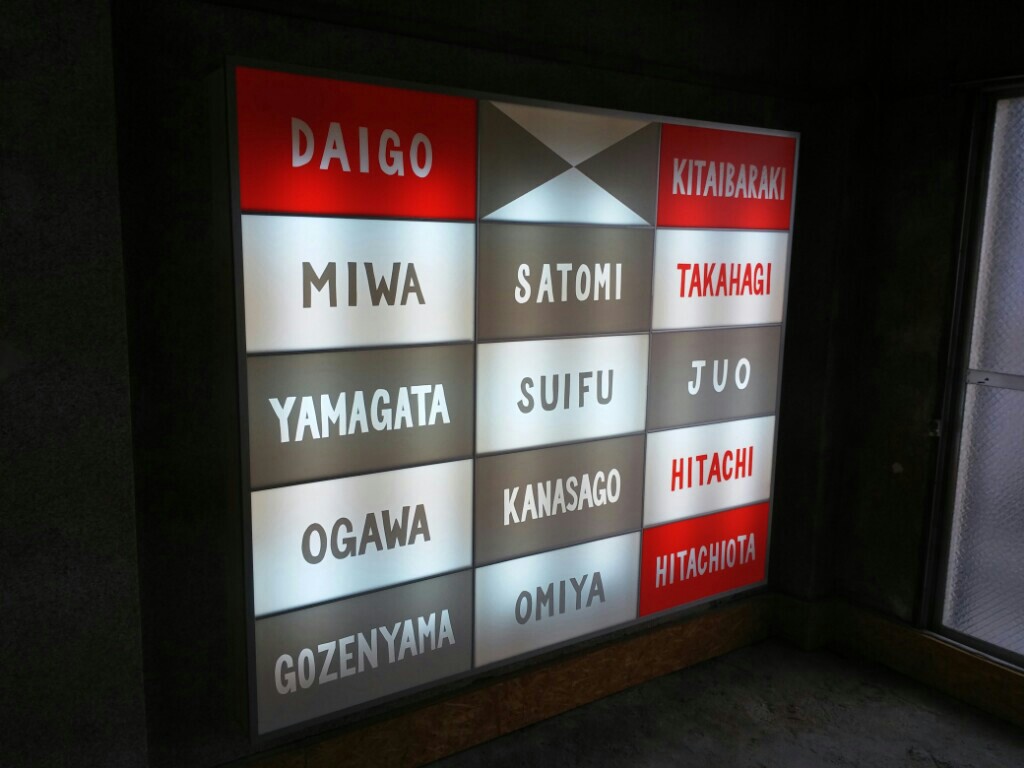 DAIGO
KITAIBARAKI
MIWA
SATOMI
TAKAHAGI
YAMAGATA
SUIFU
JUO
OGAWA
KANASAGO
HITACHI
GOZENYAMA
OMIYA
HITACHIOTA